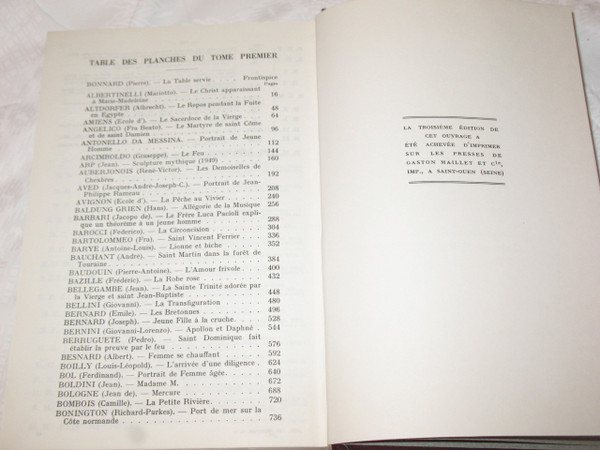 TABLE DES PLANCHES DU TOME PREMIER
BONNARD (Pierre). — La Table servie . . . . . . . Frontispice
Pages
ALBERTINELLI (Mariotto). — Le Christ apparaissant
à Marie-Madeleine . . . . . . . 16
ALTDORFER (Albrecht). — Le Repos pendant la Fuite
en Egypte . . . . . . . 48
AMIENS (Ecole d'). — Le Sacerdoce de la Vierge . . 64
ANGELICO (Fra Beato). — Le Martyre de saint Côme
et de saint Damien . . . . . . . 96
ANTONELLO DA MESSINA. — Portrait de Jeune
Homme . . . . . . . 112
ARCIMBOLDO (Giuseppe). — Le Feu . . . . . . . 144
ARP (Jean). — Sculpture mythique (1949) . . . . . 160
AUBERJONOIS (René-Victor). — Les Demoiselles de
Chexbres . . . . . . . 192
AVED (Jacques-André-Joseph-C.). — Portrait de Jean-
Philippe Rameau . . . . . . . 208
AVIGNON (Ecole d'). — La Pêche au Vivier . . . . 240
BALDUNG GRIEN (Hans). — Allégorie de la Musique 256
BARBARI (Jacopo de). — Le Frère Luca Pacioli expli-
que un théorème à un jeune homme . . . . . 288
BAROCCI (Federico). — La Circoncision . . . . . 304
BARTOLOMMEO (Fra). — Saint Vincent Ferrier . . . 336
BARYE (Antoine-Louis). — Lionne et biche . . . . 352
BAUCHANT (André). — Saint Martin dans la forêt de
Touraine . . . . . . . 384
BAUDOUIN (Pierre-Antoine). — L'Amour frivole . . 400
BAZILLE (Frédéric). — La Robe rose . . . . . . 432
BELLEGAMBE (Jean). — La Sainte Trinité adorée par
la Vierge et saint Jean-Baptiste . . . . . . 448
BELLINI (Giovanni). — La Transfiguration . . . . 480
BERNARD (Emile). — Les Bretonnes . . . . . . 496
BERNARD (Joseph). — Jeune Fille à la cruche . . . 528
BERNINI (Giovanni-Lorenzo). — Apollon et Daphné . 544
BERRUGUETE (Pedro). — Saint Dominique fait
établir la preuve par le feu . . . . . . . 576
BESNARD (Albert). — Femme se chauffant . . . . 592
BOILLY (Louis-Léopold). — L'arrivée d'une diligence . 624
BOL (Ferdinand). — Portrait de Femme âgée . . . . 640
BOLDINI (Jean). — Madame M. . . . . . . . 672
BOLOGNE (Jean de). — Mercure . . . . . . . 688
BOMBOIS (Camille). — La Petite Rivière . . . . . 720
BONINGTON (Richard-Parkes). — Port de mer sur la
Côte normande . . . . . . . 736
LA TROISIÈME ÉDITION DE
CET OUVRAGE A
ÉTÉ ACHEVÉE D'IMPRIMER
SUR LES PRESSES DE
GASTON MAILLET ET Cie,
IMP., A SAINT-OUEN (SEINE)